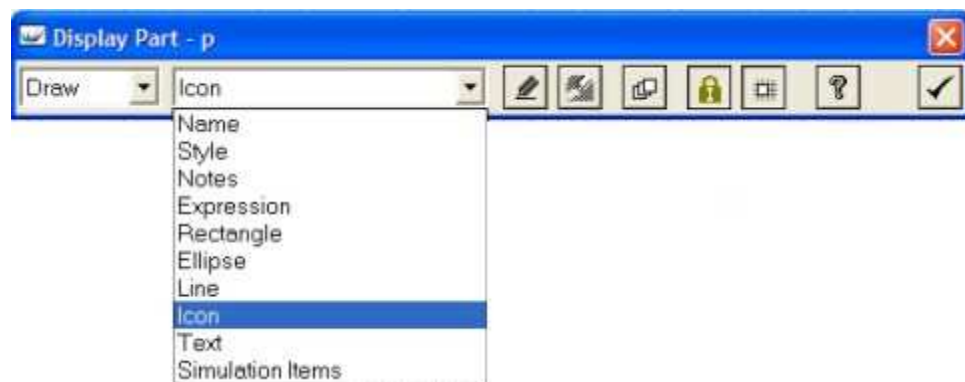 Display Part - p
Draw Icon
Name
Style
Notes
Expression
Rectangle
Ellipse
Line
Icon
Text
Simulation Items